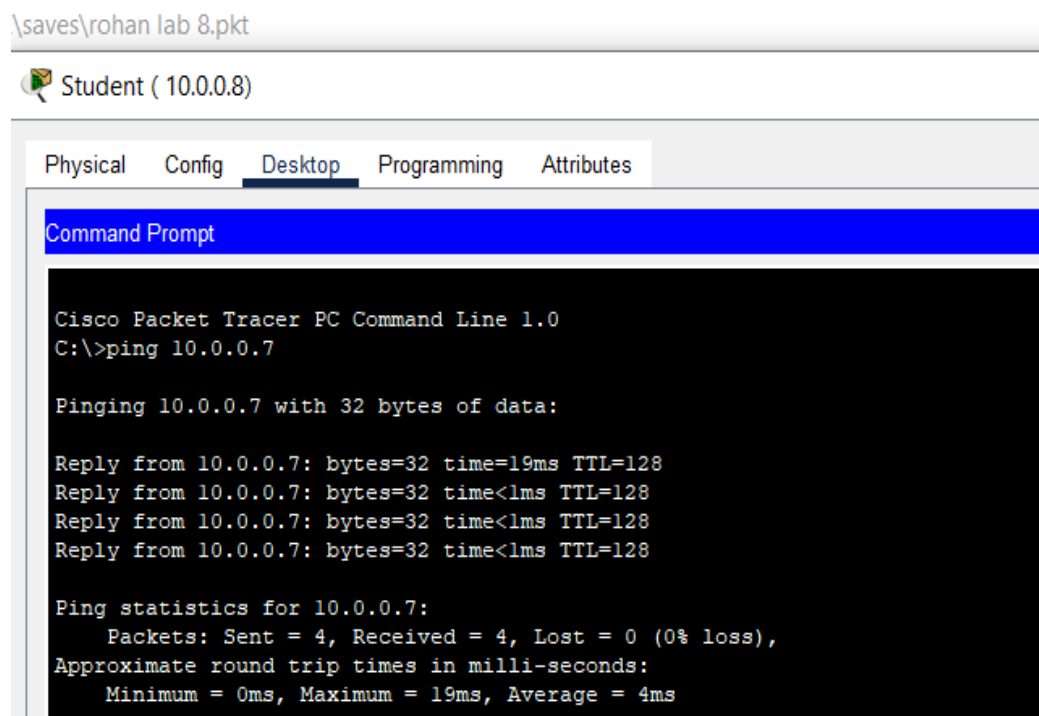 \saves\rohan lab 8.pkt
Student ( 10.0.0.8)
Physical Config Desktop Programming Attributes
Command Prompt
Cisco Packet Tracer PC Command Line 1.0
C:\>ping 10.0.0.7
Pinging 10.0.0.7 with 32 bytes of data:
Reply from 10.0.0.7: bytes=32 time=19ms TTL=128
Reply from 10.0.0.7: bytes=32 time<1ms TTL=128
Reply from 10.0.0.7: bytes=32 time<1ms TTL=128
Reply from 10.0.0.7: bytes=32 time<1ms TTL=128
Ping statistics for 10.0.0.7:
Packets: Sent = 4, Received = 4, Lost = 0 (0% loss),
Approximate round trip times in milli-seconds:
Minimum = 0ms, Maximum = 19ms, Average = 4ms